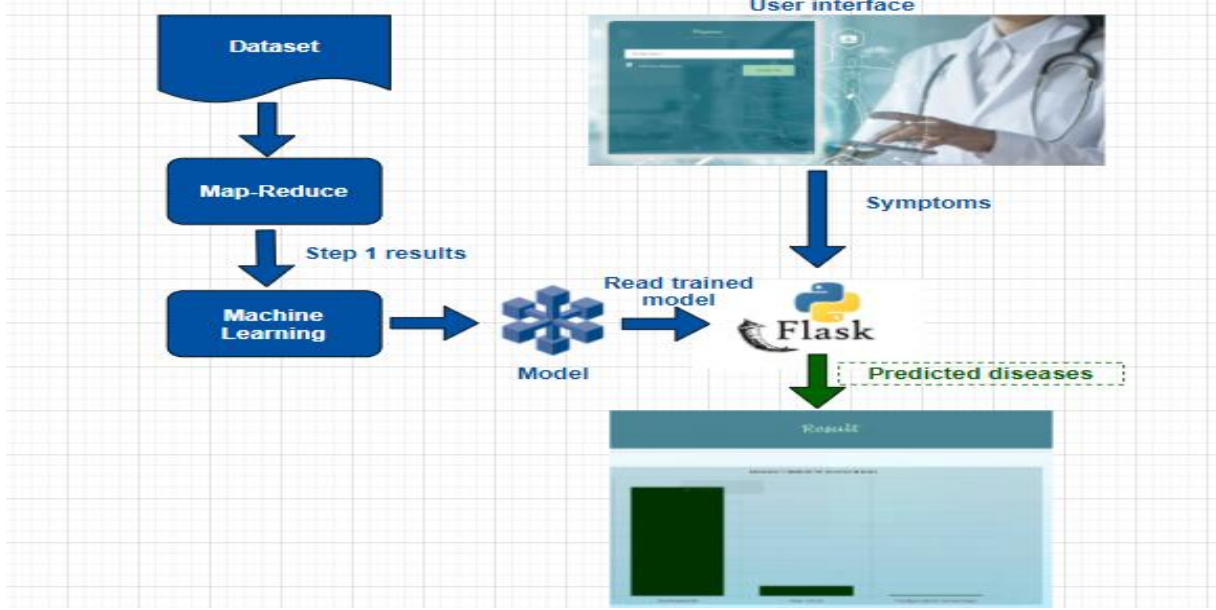 User interface
Dataset
Map-Reduce
Symptoms
Step 1 results
Read trained
model
Machine
Learning
Flask
Model
Predicted diseases
Result